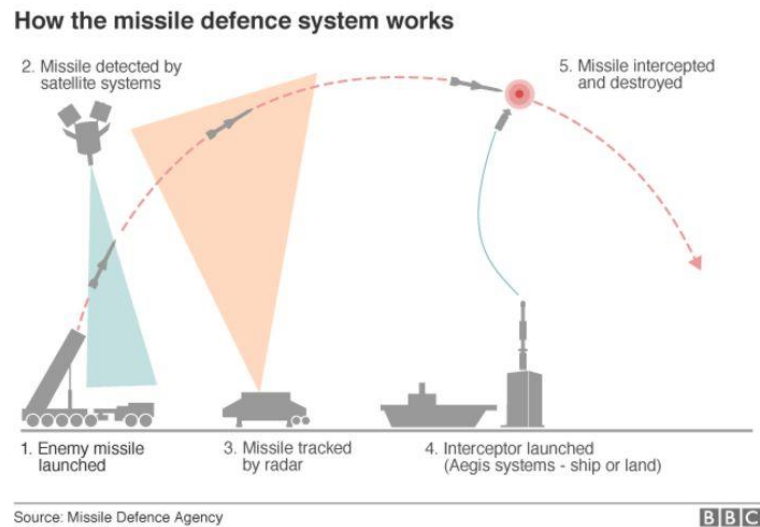 How the missile defence system works
2. Missile detected by
satellite systems
5. Missile intercepted
and destroyed
1. Enemy missile
launched
3. Missile tracked
by radar
4. Interceptor launched
(Aegis systems - ship or land)
Source: Missile Defence Agency
BBC